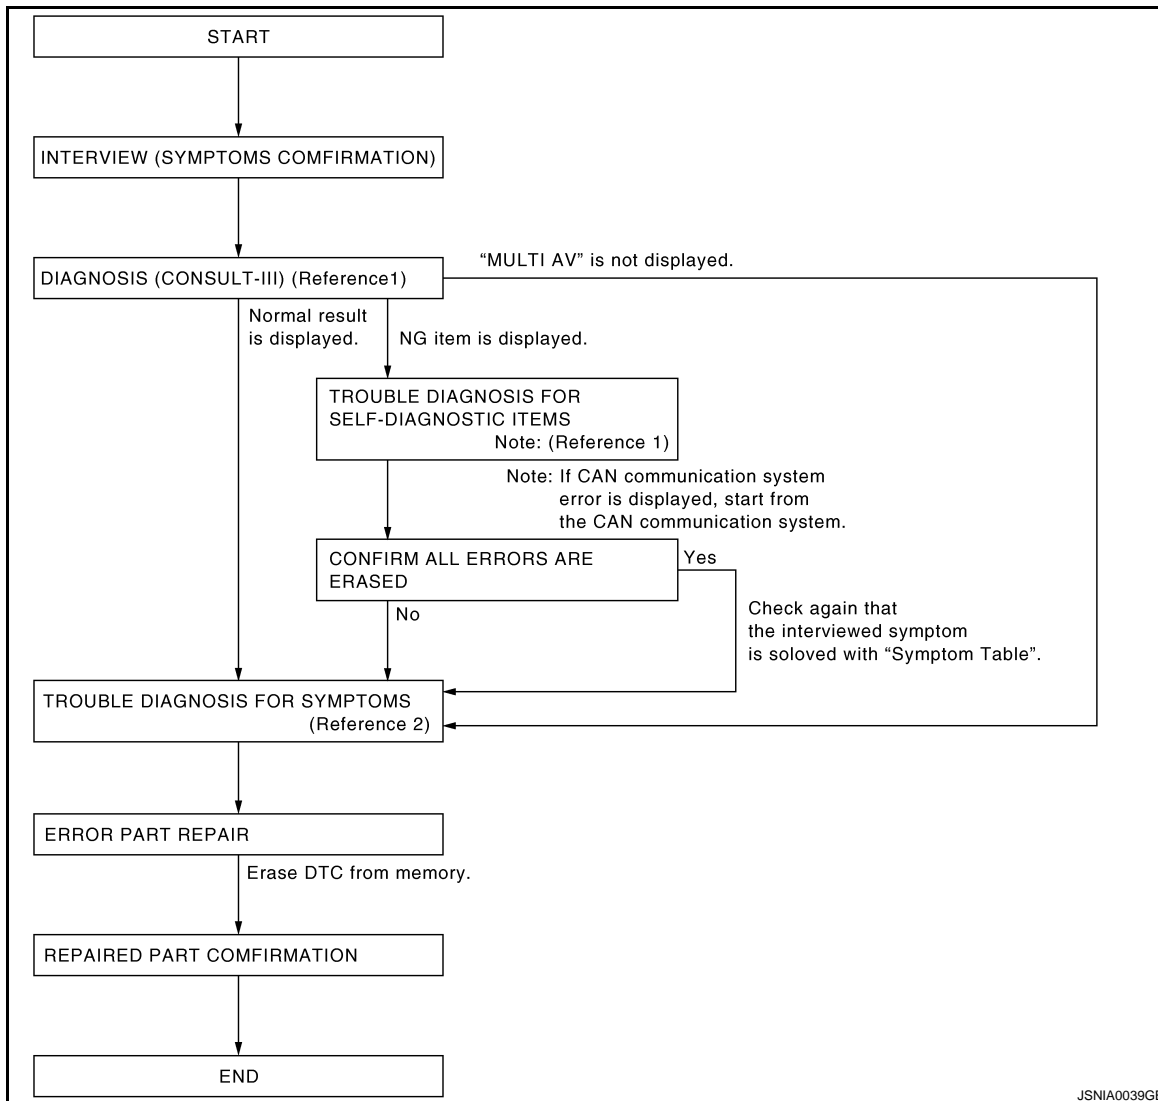 START
INTERVIEW (SYMPTOMS COMFIRMATION)
DIAGNOSIS (CONSULT-III) (Reference1)
“MULTI AV” is not displayed.
Normal result
is displayed.
NG item is displayed.
TROUBLE DIAGNOSIS FOR
SELF-DIAGNOSTIC ITEMS
Note: (Reference 1)
Note: If CAN communication system
error is displayed, start from
the CAN communication system.
CONFIRM ALL ERRORS ARE
ERASED
Yes
No
Check again that
the interviewed symptom
is soloved with “Symptom Table”.
TROUBLE DIAGNOSIS FOR SYMPTOMS
(Reference 2)
ERROR PART REPAIR
Erase DTC from memory.
REPAIRED PART COMFIRMATION
END